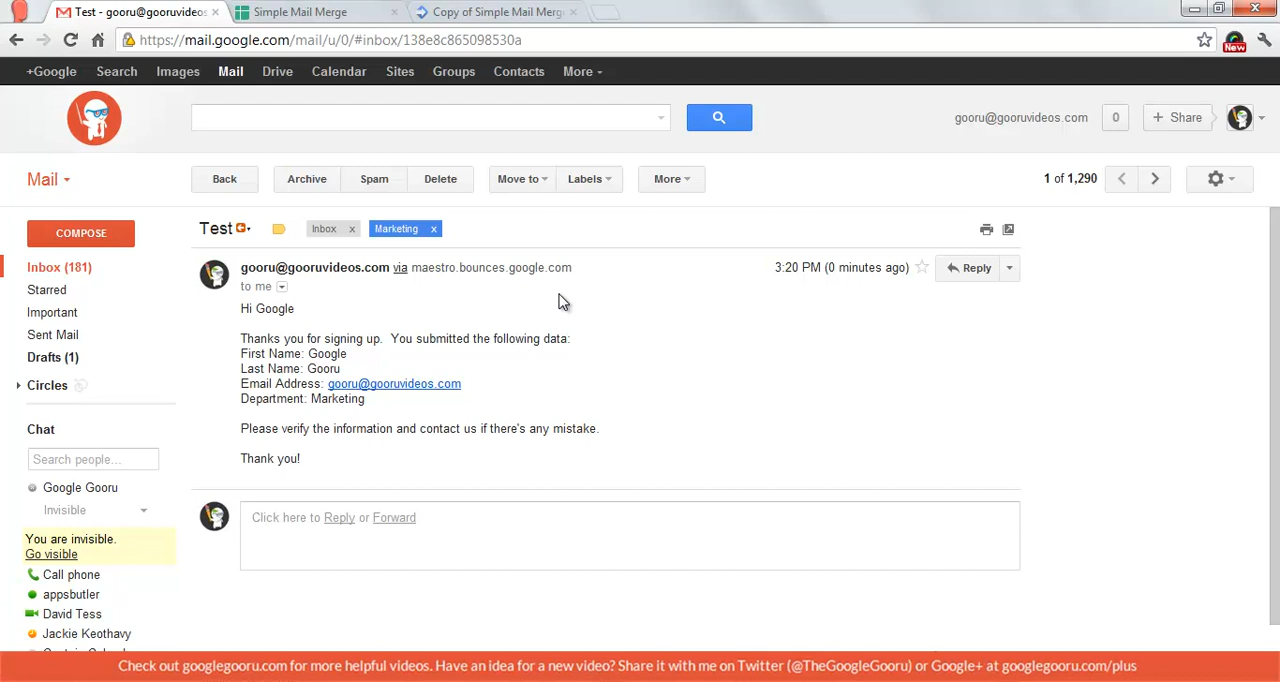 Test - gooru@gooruvideos
Simple Mail Merge
Copy of Simple Mail Merg
https://mail.google.com/mail/u/0/#inbox/138e8c865098530a
New
+Google Search Images Mail Drive Calendar Sites Groups Contacts More
gooru@gooruvideos.com 0 + Share
Mail Back Archive Spam Delete Move to Labels More 1 of 1,290
COMPOSE
Inbox (181)
Starred
Important
Sent Mail
Drafts (1)
Circles
Chat
Search people...
Google Gooru
Invisible
You are invisible.
Go visible
Call phone
appsbutler
David Tess
Jackie Keothavy
Test Inbox x Marketing x
gooru@gooruvideos.com via maestro.bounces.google.com 3:20 PM (0 minutes ago) Reply
to me
Hi Google
Thanks you for signing up. You submitted the following data:
First Name: Google
Last Name: Gooru
Email Address: gooru@gooruvideos.com
Department: Marketing
Please verify the information and contact us if there's any mistake.
Thank you!
Click here to Reply or Forward
Check out googlegooru.com for more helpful videos. Have an idea for a new video? Share it with me on Twitter (@TheGoogleGooru) or Google+ at googlegooru.com/plus